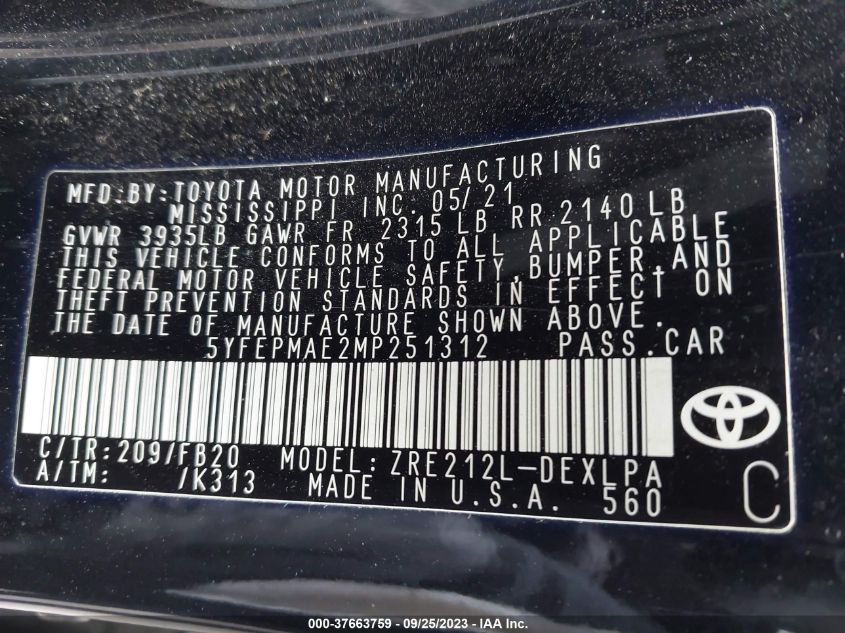 MFD.BY:TOYOTA MOTOR MANUFACTURING
MISSISSIPPI INC. 05/21
GVWR 3935LB GAWR FR 2315 LB RR 2140 LB
THIS VEHICLE CONFORMS TO ALL APPLICABLE
FEDERAL MOTOR VEHICLE SAFETY,BUMPER,AND
THEFT PREVENTION STANDARDS IN EFFECT ON
THE DATE OF MANUFACTURE SHOWN ABOVE.
5YFEPMAE2MP251312 PASS.CAR
C/TR:209/FB20 MODEL:ZRE212L-DEXLPA
A/TM: /K313 MADE IN U.S.A. 560
C
000-37663759 - 09/25/2023 - IAA Inc.